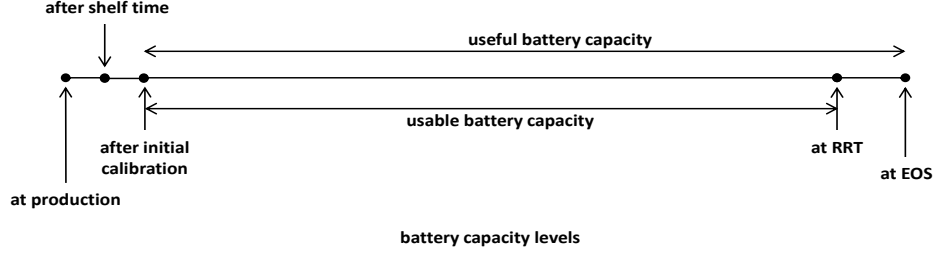 after shelf time
useful battery capacity
usable battery capacity
after initial
calibration
at RRT
at EOS
at production
battery capacity levels